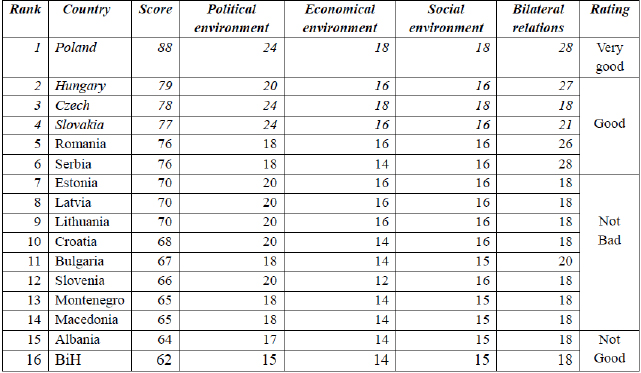 Rank Country Score Political environment Economical environment Social environment Bilateral relations Rating
1 Poland 88 24 18 18 28 Very good
2 Hungary 79 20 16 16 27 Good
3 Czech 78 24 18 18 18
4 Slovakia 77 24 16 16 21
5 Romania 76 18 16 16 26
6 Serbia 76 18 14 16 28
7 Estonia 70 20 16 16 18 Not Bad
8 Latvia 70 20 16 16 18
9 Lithuania 70 20 16 16 18
10 Croatia 68 20 14 16 18
11 Bulgaria 67 18 14 15 20
12 Slovenia 66 20 12 16 18
13 Montenegro 65 18 14 15 18
14 Macedonia 65 18 14 15 18
15 Albania 64 17 14 15 18 Not Good
16 BiH 62 15 14 15 18